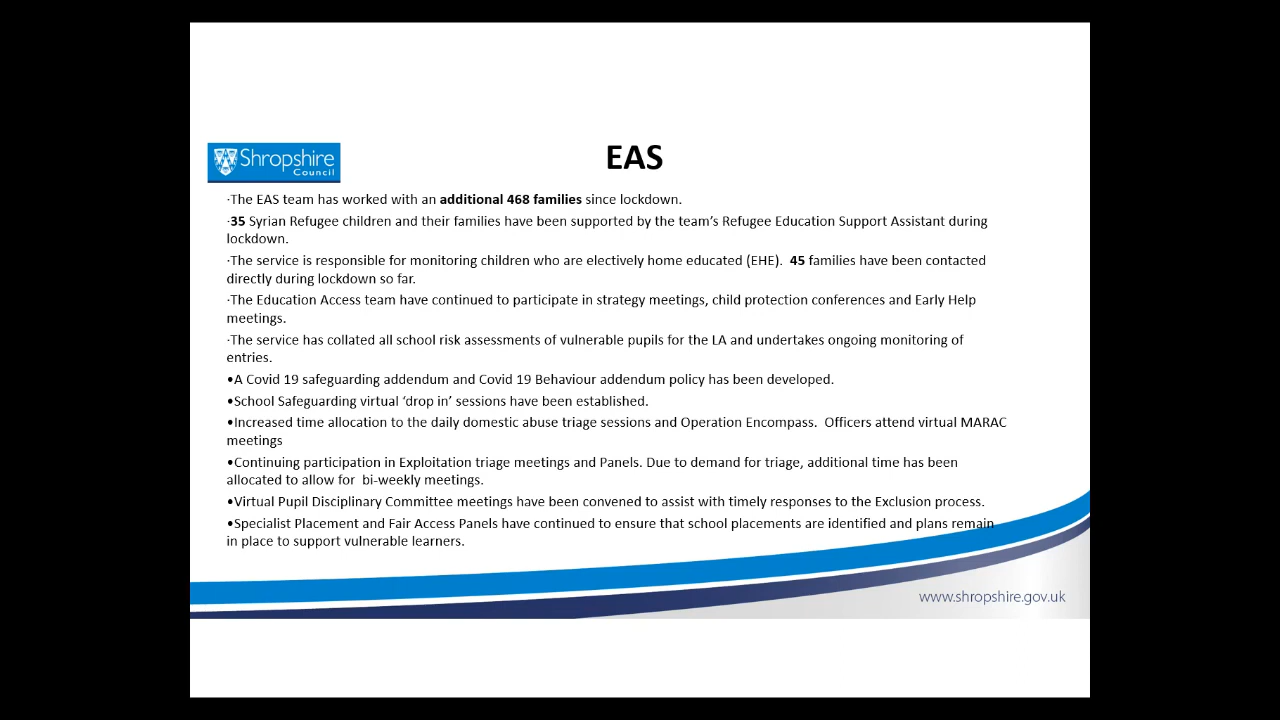 Shropshire
Council
EAS
·The EAS team has worked with an additional 468 families since lockdown.
·35 Syrian Refugee children and their families have been supported by the team’s Refugee Education Support Assistant during
lockdown.
·The service is responsible for monitoring children who are electively home educated (EHE).  45 families have been contacted
directly during lockdown so far.
·The Education Access team have continued to participate in strategy meetings, child protection conferences and Early Help
meetings.
·The service has collated all school risk assessments of vulnerable pupils for the LA and undertakes ongoing monitoring of
entries.
•A Covid 19 safeguarding addendum and Covid 19 Behaviour addendum policy has been developed.
•School Safeguarding virtual ‘drop in’ sessions have been established.
•Increased time allocation to the daily domestic abuse triage sessions and Operation Encompass.  Officers attend virtual MARAC
meetings
•Continuing participation in Exploitation triage meetings and Panels. Due to demand for triage, additional time has been
allocated to allow for  bi-weekly meetings.
•Virtual Pupil Disciplinary Committee meetings have been convened to assist with timely responses to the Exclusion process.
•Specialist Placement and Fair Access Panels have continued to ensure that school placements are identified and plans remain
in place to support vulnerable learners.
www.shropshire.gov.uk